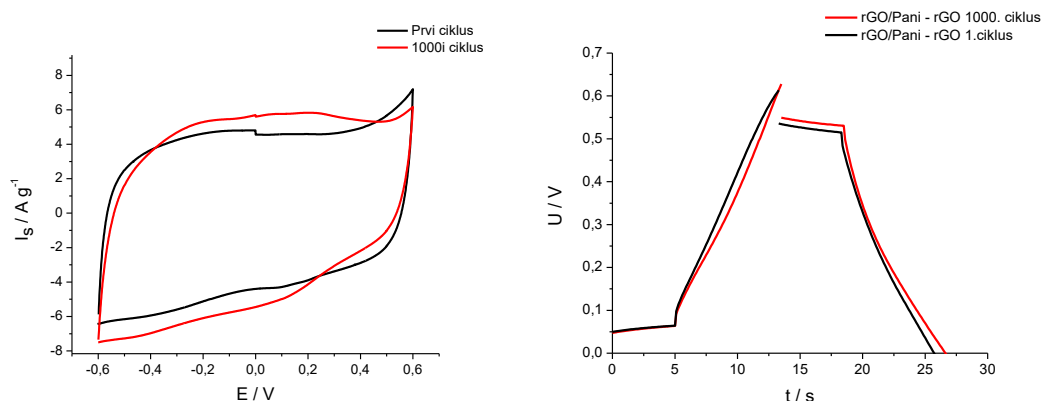 Prvi ciklus
1000i ciklus
8
6
4
2
0
-2
-4
-6
-8
I_s / A g⁻¹
-0,6 -0,4 -0,2 0,0 0,2 0,4 0,6
E / V
rGO/Pani - rGO 1000. ciklus
rGO/Pani - rGO 1.ciklus
0,7
0,6
0,5
0,4
0,3
0,2
0,1
0,0
U / V
0 5 10 15 20 25 30
t / s